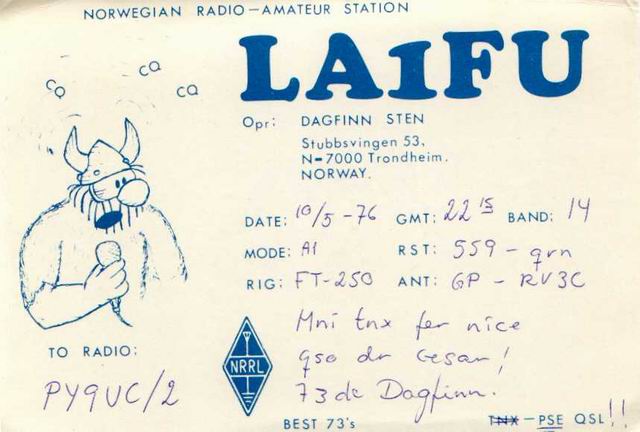 NORWEGIAN RADIO-AMATEUR STATION
LA1FU
CQ CQ CQ
Opr: DAGFINN STEN
Stubbsvingen 53,
N-7000 Trondheim.
NORWAY.
DATE: 10/5-76 GMT: 22 15 BAND: 14
MODE: A1 RST: 559 - qrn
RIG: FT-250 ANT: GP - RV3C
Mni tnx fer nice
qso dr Cesar!
73 de Dagfinn.
TO RADIO:
PY9UC/2
NRRL
BEST 73's
TNX - PSE QSL!!